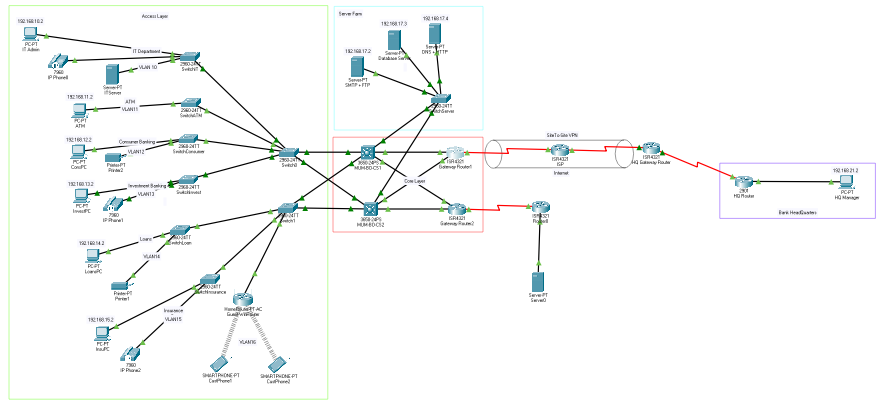 Access Layer
192.168.10.2
PC-PT
IT Admin
IT Department
7960
IP Phone0
VLAN 10
Server-PT
ITServer
2960-24TT
SwitchIT
192.168.11.2
PC-PT
ATM
ATM
VLAN11
2960-24TT
SwitchATM
192.168.12.2
PC-PT
ConsPC
Consumer Banking
VLAN12
Printer-PT
Printer2
2960-24TT
SwitchConsumer
192.168.13.2
PC-PT
InvestPC
Investment Banking
VLAN13
7960
IP Phone1
2960-24TT
SwitchInvest
192.168.14.2
PC-PT
LoansPC
Loans
VLAN14
Printer-PT
Printer1
2960-24TT
SwitchLoan
192.168.15.2
PC-PT
InsuPC
Insurance
VLAN15
7960
IP Phone2
2960-24TT
SwitchInsurance
HomeRouter-PT-AC
VLAN16
SMARTPHONE-PT
CustPhone1
SMARTPHONE-PT
CustPhone2
2960-24TT
2960-24TT
Switch1
Server Farm
192.168.17.2
Server-PT
SMTP + FTP
192.168.17.3
Server-PT
Database Server
192.168.17.4
Server-PT
DNS + HTTP
2960-24TT
SwitchServer
3650-24PS
MUM-BO-CS1
Core Layer
3650-24PS
MUM-BO-CS2
ISR4321
Gateway Router1
ISR4321
Gateway Router2
SiteTo-Site VPN
ISR4321
ISP
Internet
ISR4321
HQ Gateway Router
ISR4321
Server-PT
Server0
2901
HQ Router
192.168.21.2
PC-PT
HQ Manager
Bank HeadQuarters